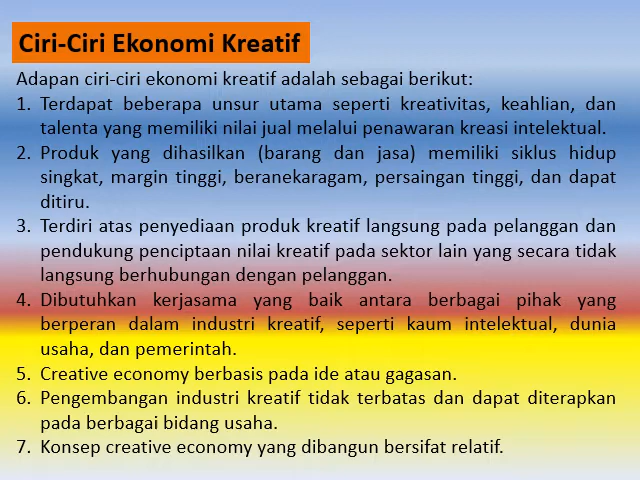 Ciri-Ciri Ekonomi Kreatif
Adapan ciri-ciri ekonomi kreatif adalah sebagai berikut:
1. Terdapat beberapa unsur utama seperti kreativitas, keahlian, dan
talenta yang memiliki nilai jual melalui penawaran kreasi intelektual.
2. Produk yang dihasilkan (barang dan jasa) memiliki siklus hidup
singkat, margin tinggi, beranekaragam, persaingan tinggi, dan dapat
ditiru.
3. Terdiri atas penyediaan produk kreatif langsung pada pelanggan dan
pendukung penciptaan nilai kreatif pada sektor lain yang secara tidak
langsung berhubungan dengan pelanggan.
4. Dibutuhkan kerjasama yang baik antara berbagai pihak yang
berperan dalam industri kreatif, seperti kaum intelektual, dunia
usaha, dan pemerintah.
5. Creative economy berbasis pada ide atau gagasan.
6. Pengembangan industri kreatif tidak terbatas dan dapat diterapkan
pada berbagai bidang usaha.
7. Konsep creative economy yang dibangun bersifat relatif.